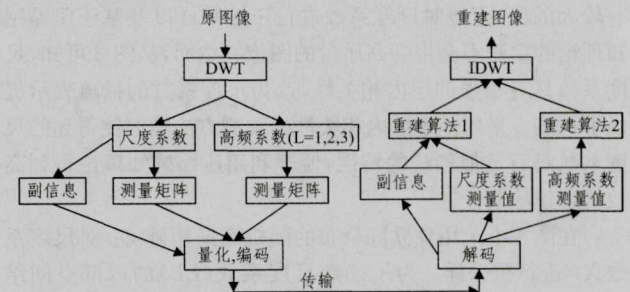 原图像
重建图像
DWT
IDWT
尺度系数
高频系数(L=1,2,3)
重建算法1
重建算法2
副信息
测量矩阵
测量矩阵
副信息
尺度系数
测量值
高频系数
测量值
量化,编码
解码
传输